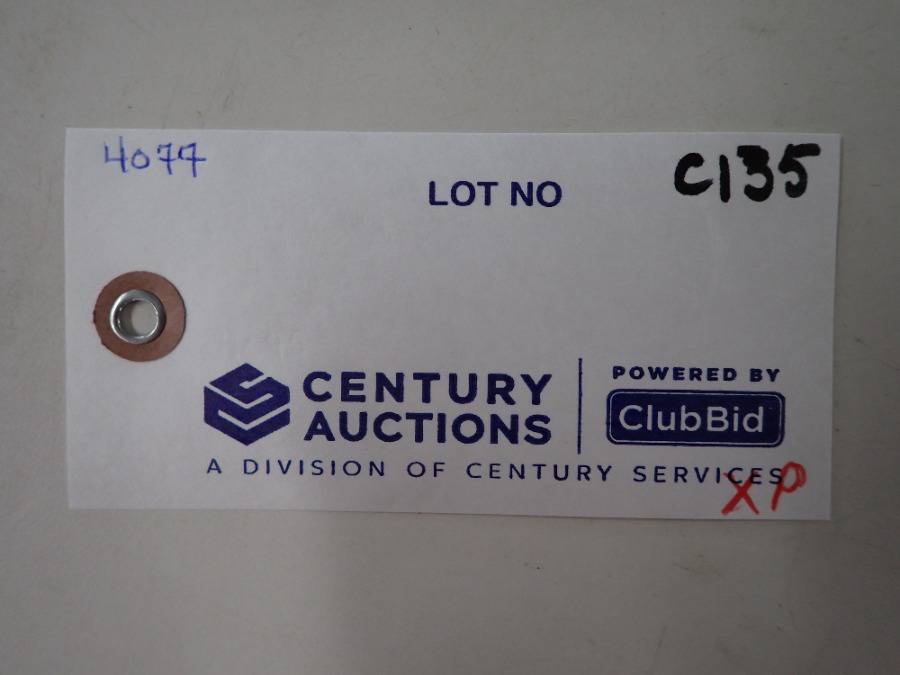 4077
LOT NO
C135
CENTURY
AUCTIONS
POWERED BY
ClubBid
A DIVISION OF CENTURY SERVICES
XP